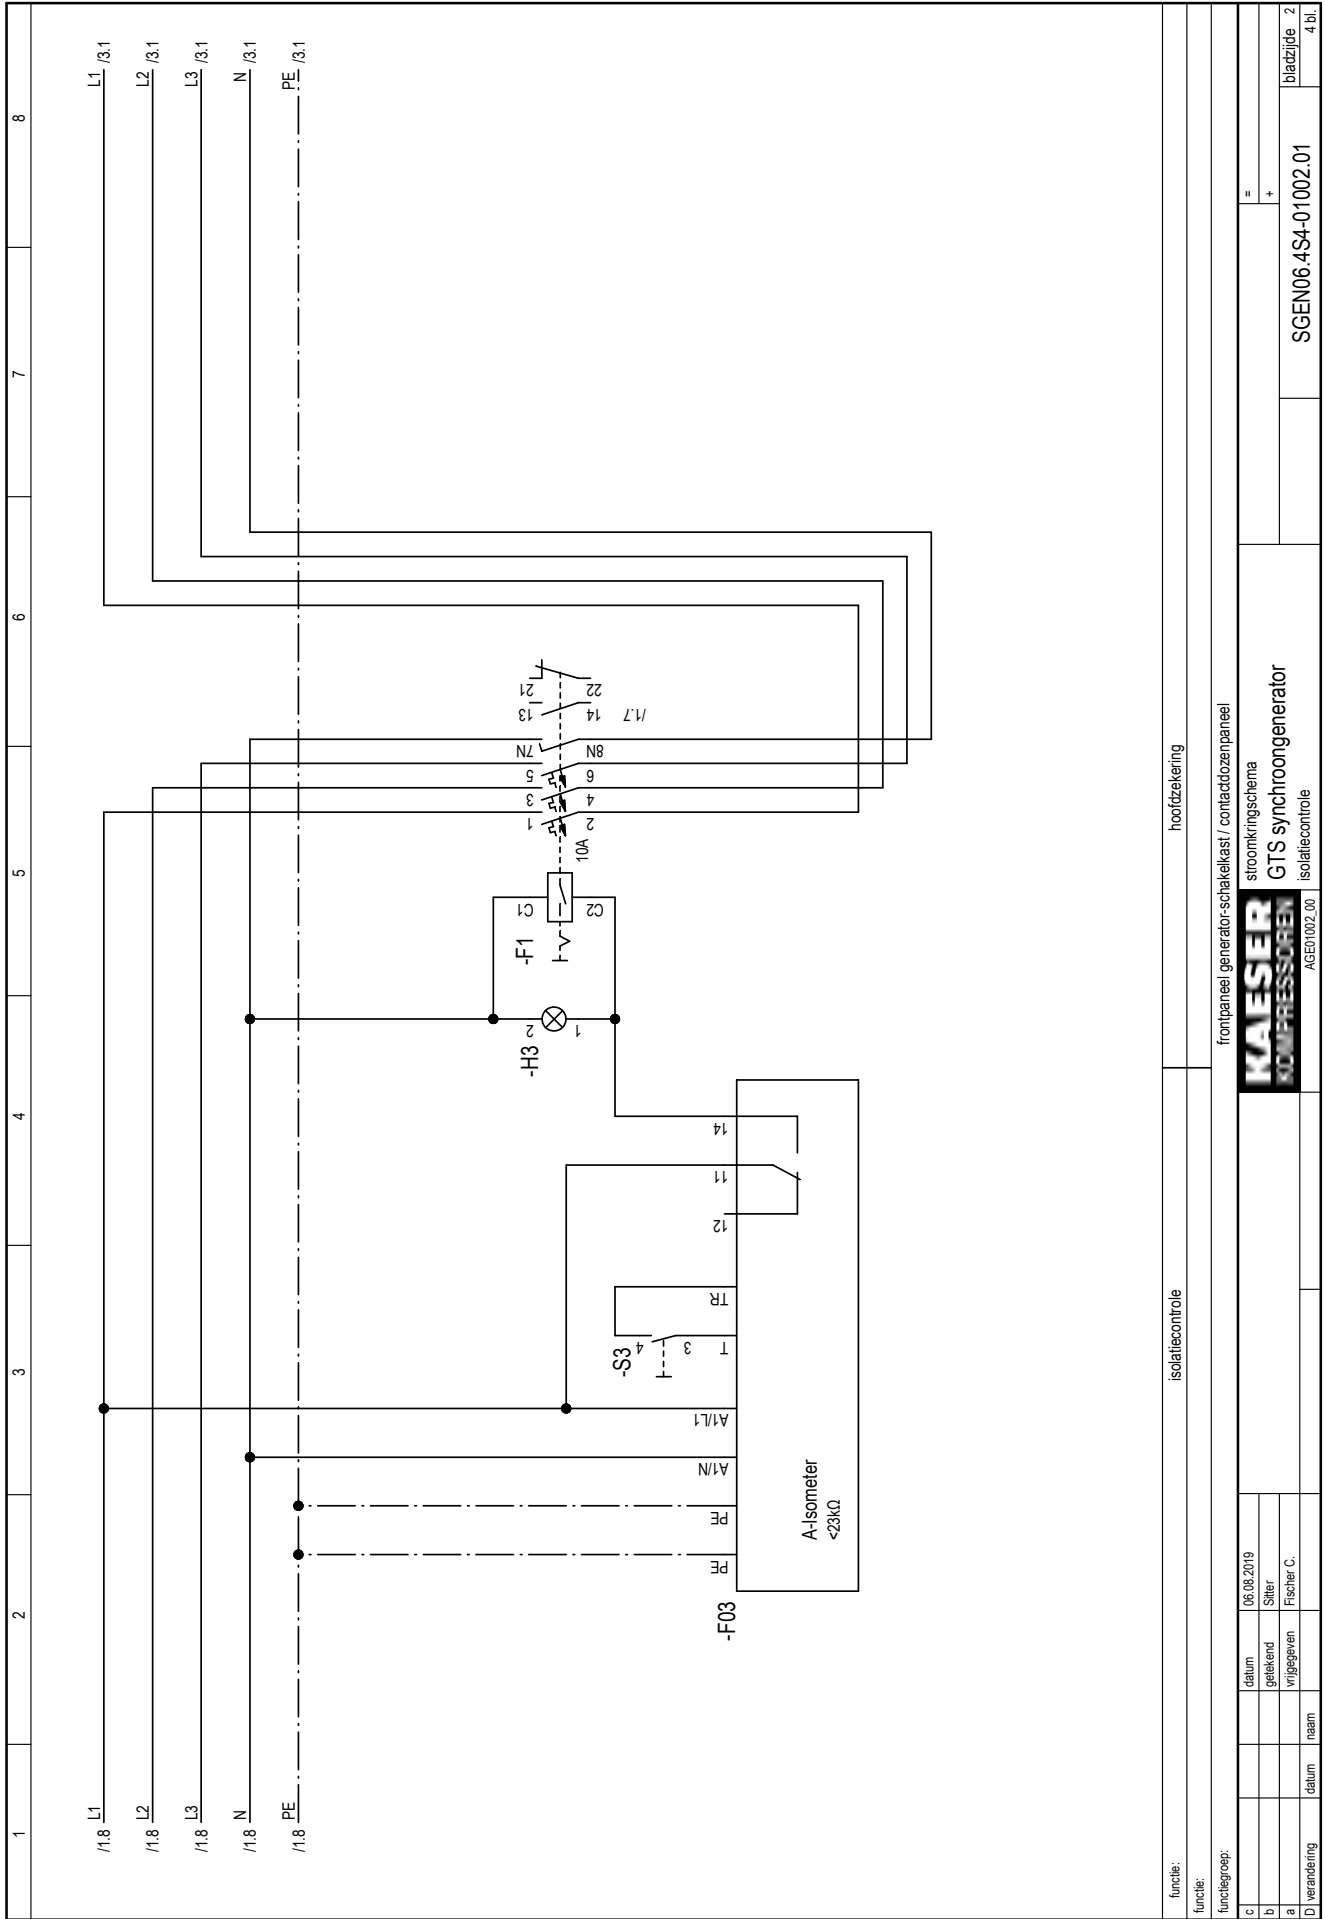 1 2 3 4 5 6 7 8
/1.8 L1
L1 /3.1
/1.8 L2
L2 /3.1
/1.8 L3
L3 /3.1
/1.8 N
N /3.1
/1.8 PE
PE /3.1
-F03
PE
PE
A1/N
A1/L1
T
TR
12
11
14
A-Isometer
<23kΩ
-S3
4
3
-H3
2
1
-F1
C1
C2
10A
1
2
3
4
5
6
7N
8N
13
14
21
22
/1.7
functie:
isolatiecontrole
hoofdzekering
functie:
functiegroep:
frontpaneel generator-schakelkast / contactdozenpaneel
c
datum
06.08.2019
b
getekend
Sitter
a
vrijgegeven
Fischer C.
D verandering
datum
naam
KAESER
KOMPRESSOREN
AGE01002_00
stroomkringschema
GTS synchroongenerator
isolatiecontrole
=
+
SGEN06.4S4-01002.01
bladzijde 2
4 bl.